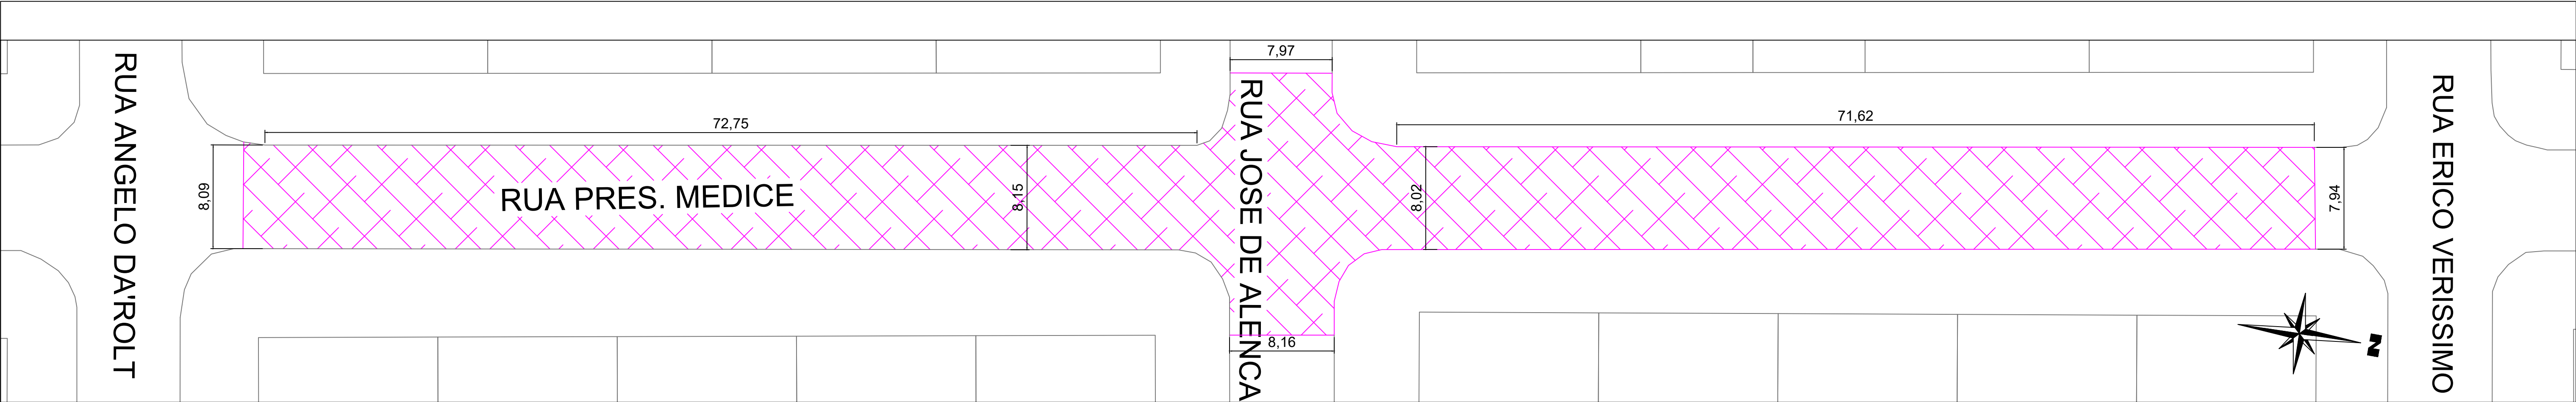 RUA ANGELO DA'ROLT
72,75
8,09
RUA PRES. MEDICE
8,15
7,97
RUA JOSE DE ALENCA
8,16
8,02
71,62
7,94
N
RUA ERICO VERISSIMO